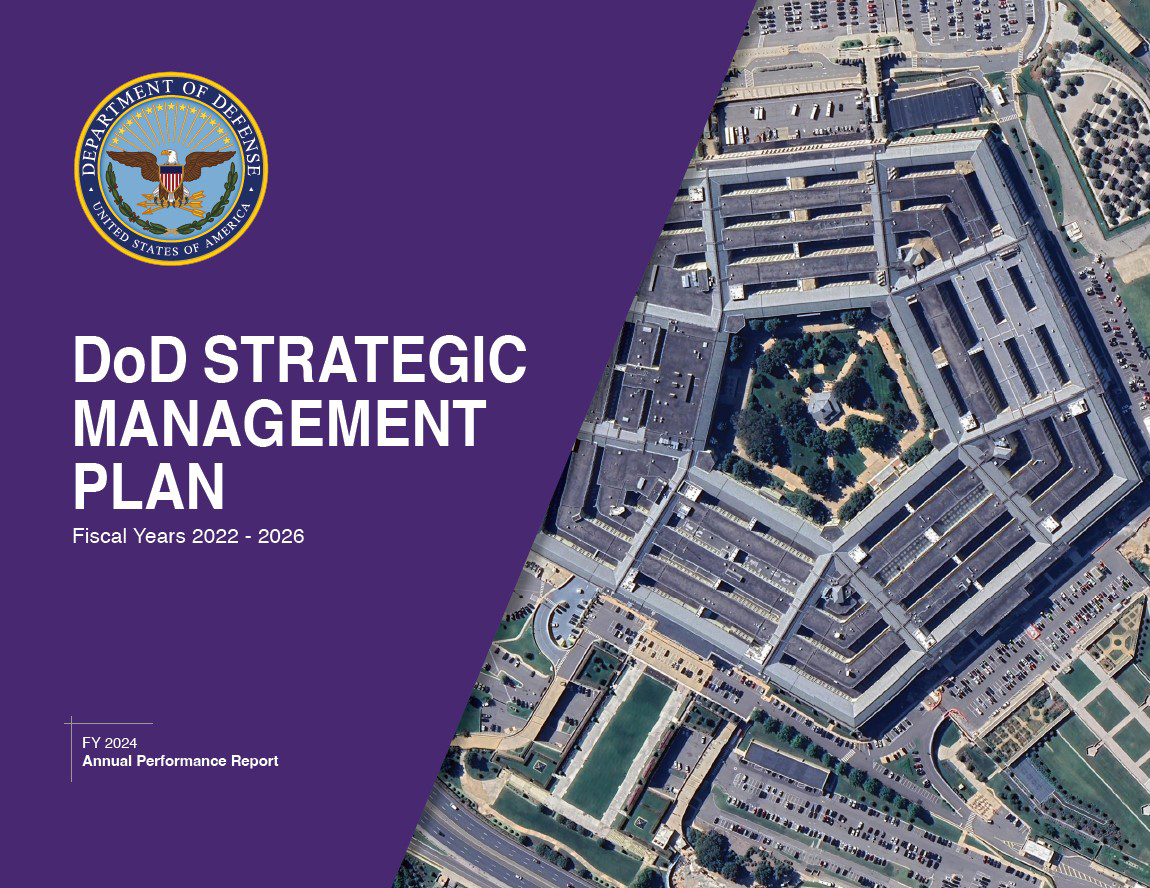 DEPARTMENT OF DEFENSE
UNITED STATES OF AMERICA
DoD STRATEGIC
MANAGEMENT
PLAN
Fiscal Years 2022 - 2026
FY 2024
Annual Performance Report